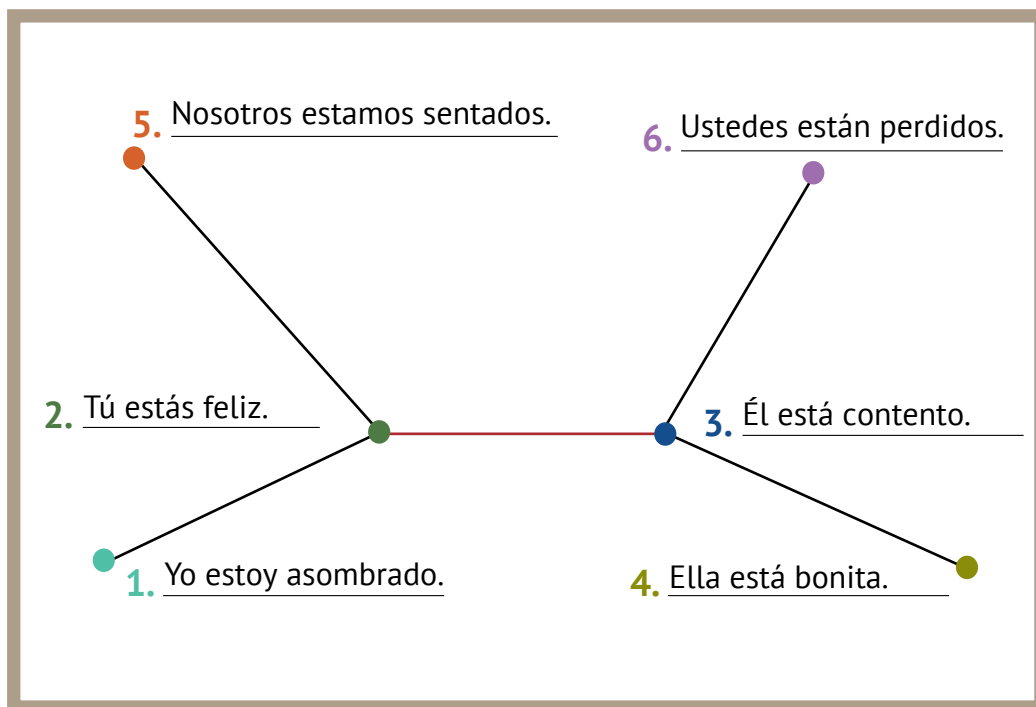 5. Nosotros estamos sentados.
6. Ustedes están perdidos.
2. Tú estás feliz.
3. Él está contento.
1. Yo estoy asombrado.
4. Ella está bonita.